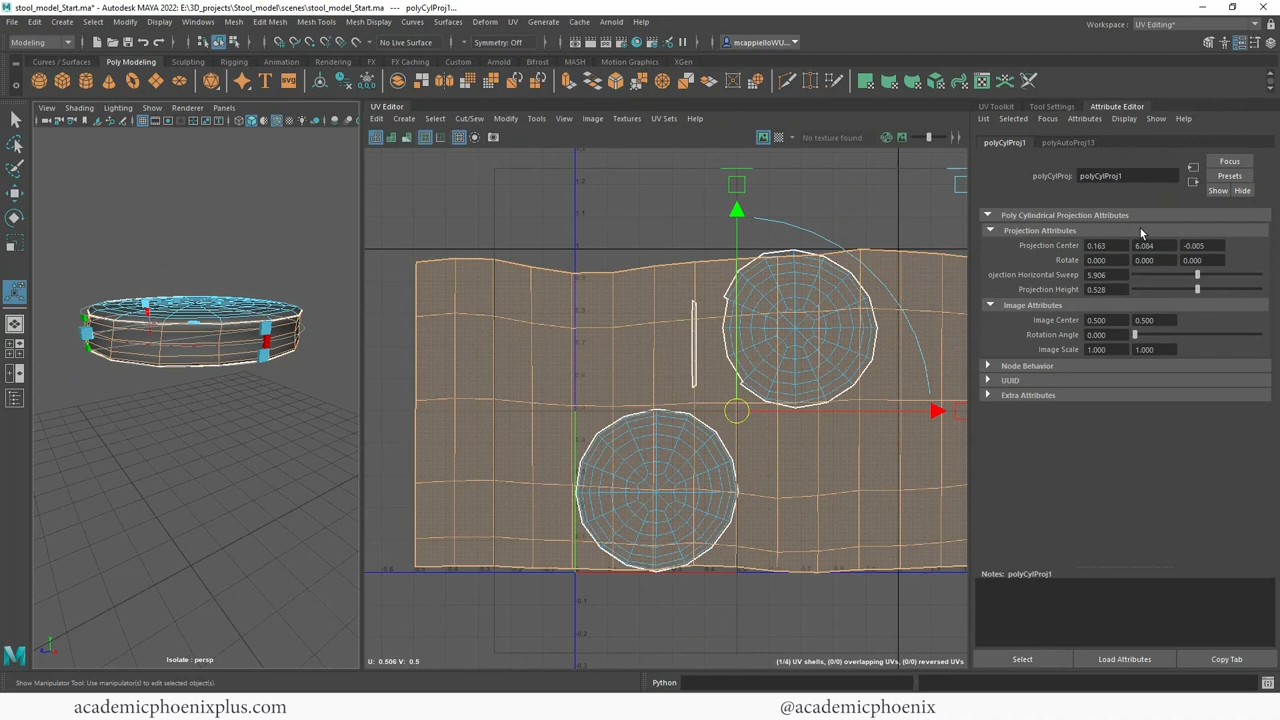 stool_model_Start.ma* - Autodesk MAYA 2022: E:\3D_projects\Stool_model\scenes\stool_model_Start.ma* --- polyCylProj1...
File Edit Create Select Modify Display Windows Mesh Edit Mesh Mesh Tools Mesh Display Curves Surfaces Deform UV Generate Cache Arnold Help
Workspace : UV Editing*
Modeling No Live Surface Symmetry: Off mcappielloWU...
Curves / Surfaces Poly Modeling Sculpting Rigging Animation Rendering FX FX Caching Custom Arnold Bifrost MASH Motion Graphics XGen
View Shading Lighting Show Renderer Panels
UV Editor
Edit Create Select Cut/Sew Modify Tools View Image Textures UV Sets Help
No texture found
UV Toolkit Tool Settings Attribute Editor
List Selected Focus Attributes Display Show Help
polyCylProj1 polyAutoProj13
Focus
polyCylProj: polyCylProj1 Presets
Show Hide
Poly Cylindrical Projection Attributes
Projection Attributes
Projection Center 0.163 6.084 -0.005
Rotate 0.000 0.000 0.000
ojection Horizontal Sweep 5.906
Projection Height 0.528
Image Attributes
Image Center 0.500 0.500
Rotation Angle 0.000
Image Scale 1.000 1.000
Node Behavior
UUID
Extra Attributes
Notes: polyCylProj1
Select Load Attributes Copy Tab
Isolate : persp
U: 0.506 V: 0.5 (1/4) UV shells, (0/0) overlapping UVs, (0/0) reversed UVs
Show Manipulator Tool: Use manipulator(s) to edit selected object(s). Python
academicphoenixplus.com @academicphoenix